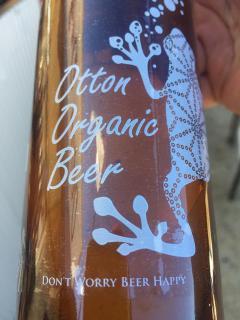 Otton
Organic
Beer
DON'T WORRY BEER HAPPY